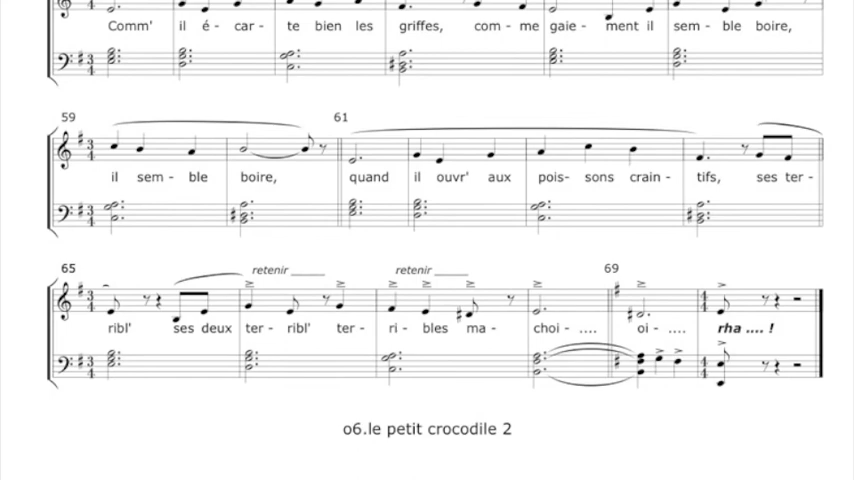 Comm' il é - car - te bien les griffes, com - me gaie - ment il sem - ble boire,
59 61
il sem - ble boire, quand il ouvr' aux pois - sons crain - tifs, ses ter -
65 retenir retenir 69
ribl' ses deux ter - ribl' ter - ri - bles ma - choi - .... oi - .... rha .... !
o6.le petit crocodile 2